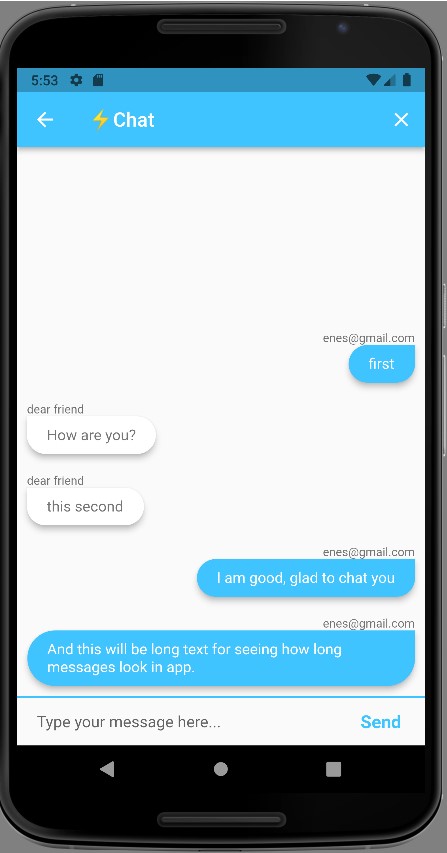 5:53
⚡Chat
enes@gmail.com
first
dear friend
How are you?
dear friend
this second
enes@gmail.com
I am good, glad to chat you
enes@gmail.com
And this will be long text for seeing how long
messages look in app.
Type your message here...
Send